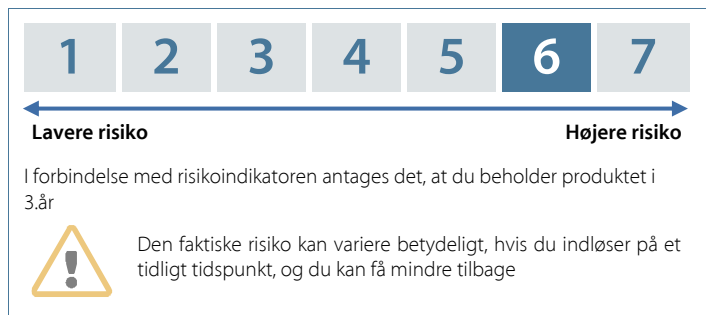 1 2 3 4 5 6 7
Lavere risiko Højere risiko
I forbindelse med risikoindikatoren antages det, at du beholder produktet i
3.år
Den faktiske risiko kan variere betydeligt, hvis du indløser på et
tidligt tidspunkt, og du kan få mindre tilbage